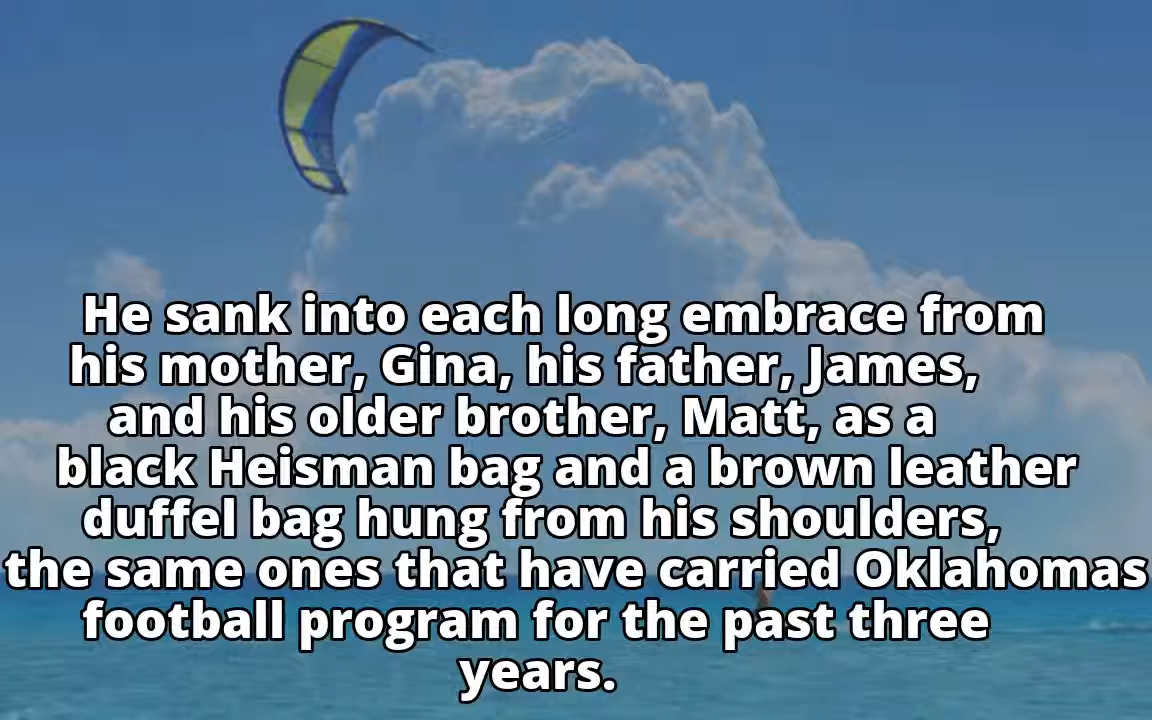 He sank into each long embrace from
his mother, Gina, his father, James,
and his older brother, Matt, as a
black Heisman bag and a brown leather
duffel bag hung from his shoulders,
the same ones that have carried Oklahomas
football program for the past three
years.